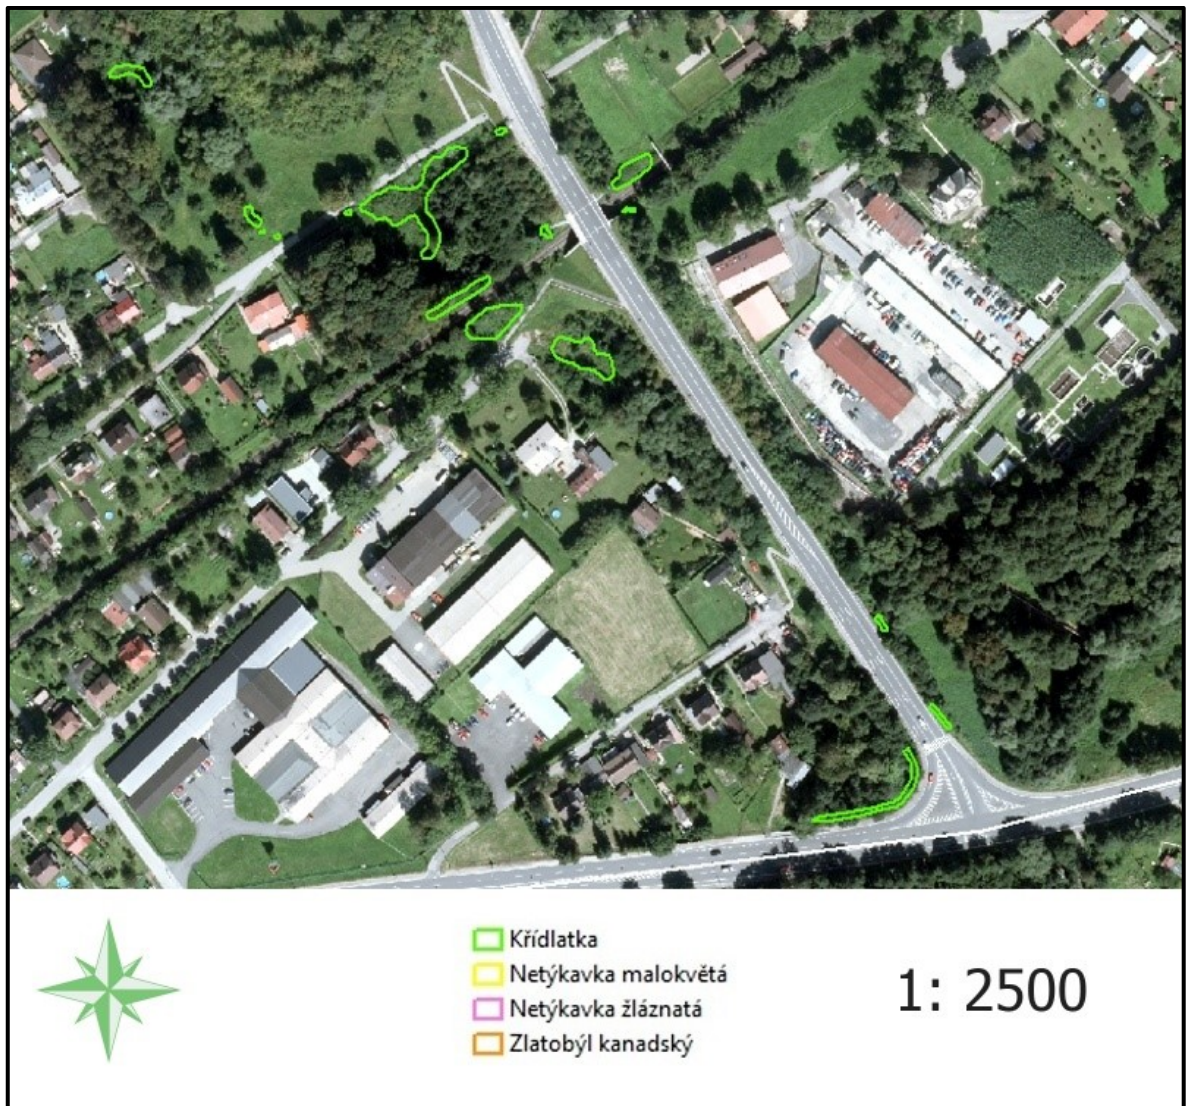 Křídlatka
Netýkavka malokvětá
Netýkavka žláznatá
Zlatobýl kanadský
1: 2500